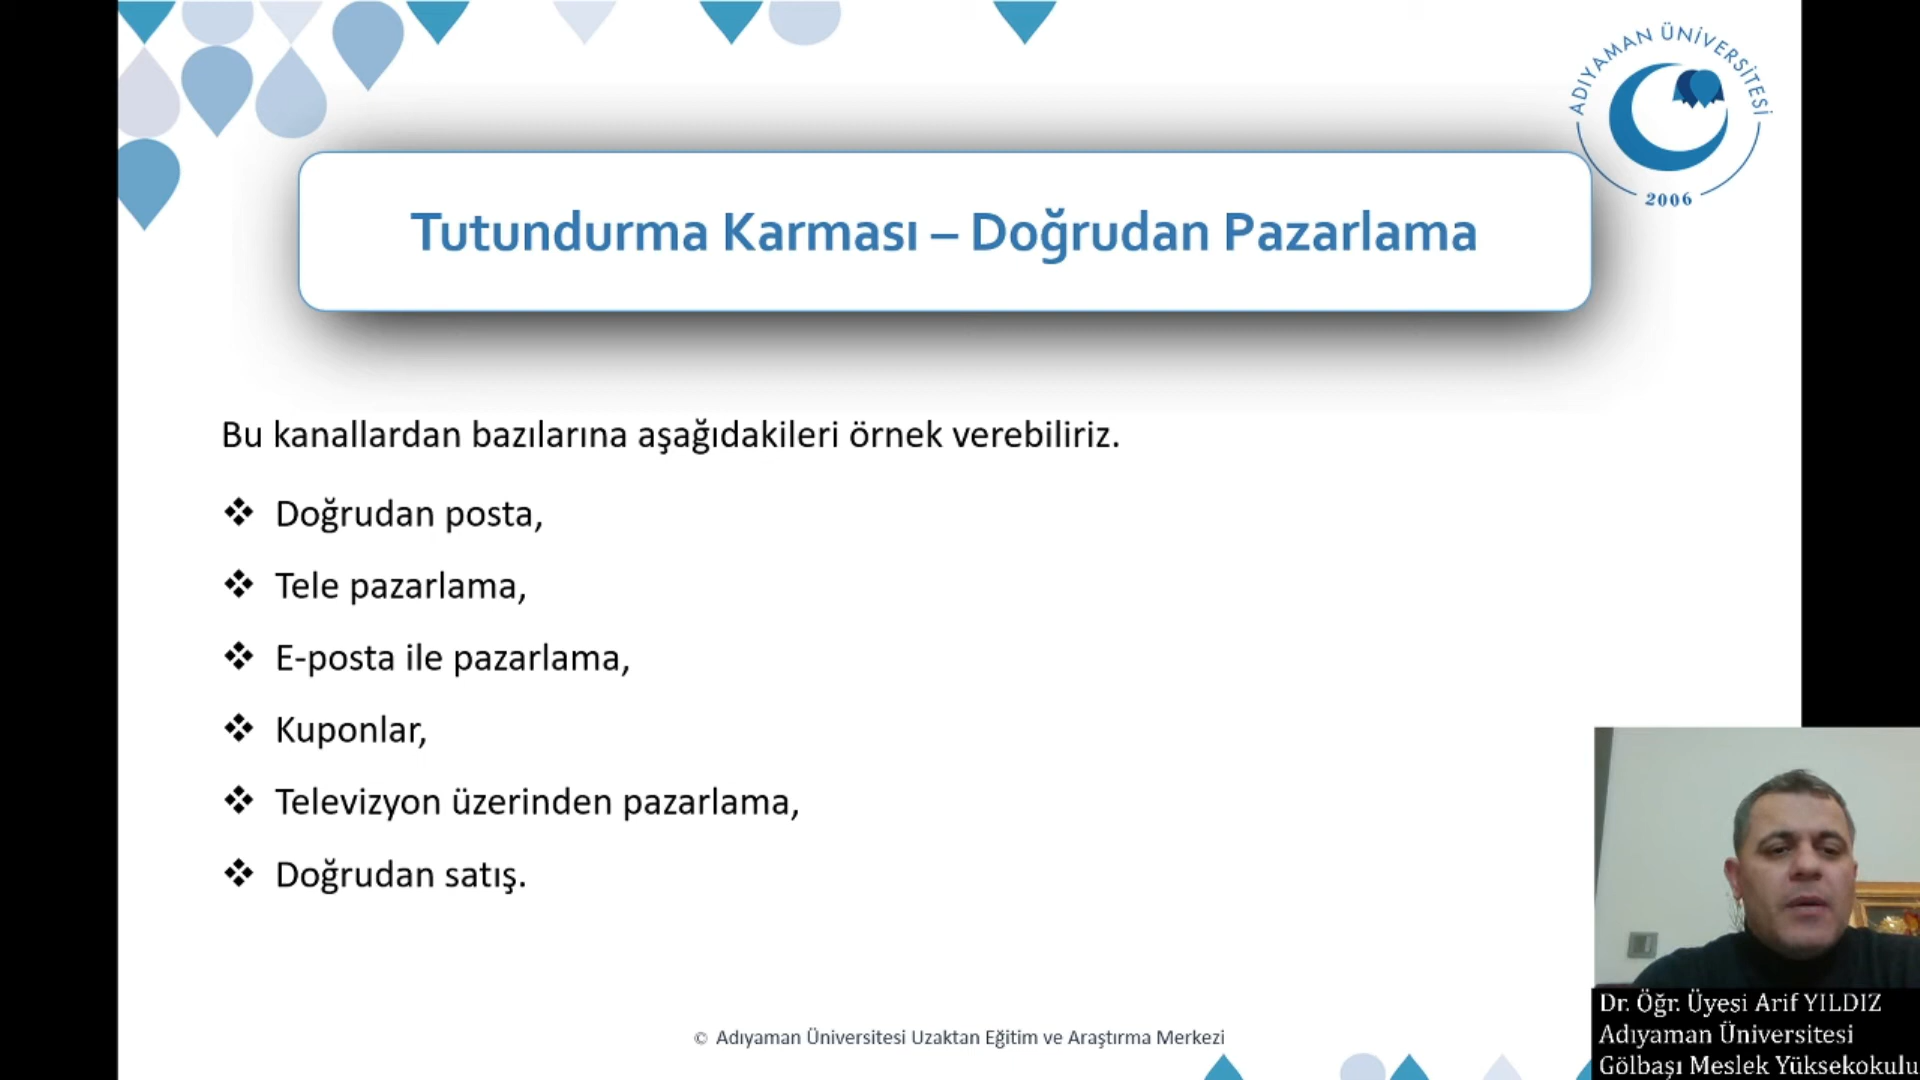 ADIYAMAN ÜNİVERSİTESİ
2006
Tutundurma Karması – Doğrudan Pazarlama
Bu kanallardan bazılarına aşağıdakileri örnek verebiliriz.
❖ Doğrudan posta,
❖ Tele pazarlama,
❖ E-posta ile pazarlama,
❖ Kuponlar,
❖ Televizyon üzerinden pazarlama,
❖ Doğrudan satış.
Dr. Öğr. Üyesi Arif YILDIZ
Adıyaman Üniversitesi
Gölbaşı Meslek Yüksekokulu
© Adıyaman Üniversitesi Uzaktan Eğitim ve Araştırma Merkezi